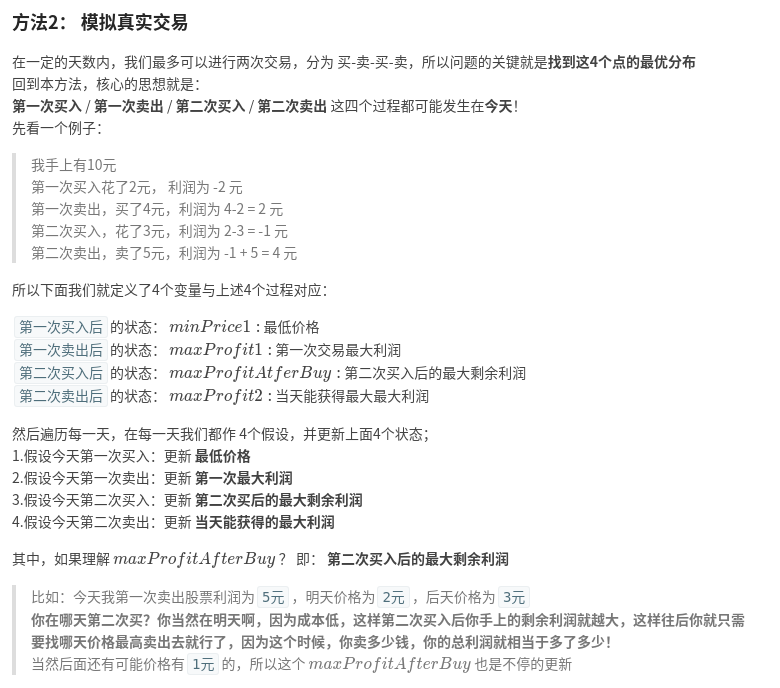 方法2： 模拟真实交易
在一定的天数内，我们最多可以进行两次交易，分为 买-卖-买-卖，所以问题的关键就是找到这4个点的最优分布
回到本方法，核心的思想就是：
第一次买入 / 第一次卖出 / 第二次买入 / 第二次卖出 这四个过程都可能发生在今天！
先看一个例子：
我手上有10元
第一次买入花了2元， 利润为 -2 元
第一次卖出，买了4元，利润为 4-2 = 2 元
第二次买入，花了3元，利润为 2-3 = -1 元
第二次卖出，卖了5元，利润为 -1 + 5 = 4 元
所以下面我们就定义了4个变量与上述4个过程对应：
第一次买入后 的状态： minPrice1 : 最低价格
第一次卖出后 的状态： maxProfit1 : 第一次交易最大利润
第二次买入后 的状态： maxProfitAtferBuy : 第二次买入后的最大剩余利润
第二次卖出后 的状态： maxProfit2 : 当天能获得最大最大利润
然后遍历每一天，在每一天我们都作 4个假设，并更新上面4个状态；
1.假设今天第一次买入：更新 最低价格
2.假设今天第一次卖出：更新 第一次最大利润
3.假设今天第二次买入：更新 第二次买后的最大剩余利润
4.假设今天第二次卖出：更新 当天能获得的最大利润
其中，如果理解 maxProfitAfterBuy ？ 即： 第二次买入后的最大剩余利润
比如：今天我第一次卖出股票利润为 5元 ，明天价格为 2元 ，后天价格为 3元
你在哪天第二次买？你当然在明天啊，因为成本低，这样第二次买入后你手上的剩余利润就越大，这样往后你就只需
要找哪天价格最高卖出去就行了，因为这个时候，你卖多少钱，你的总利润就相当于多了多少！
当然后面还有可能价格有 1元 的，所以这个 maxProfitAfterBuy 也是不停的更新